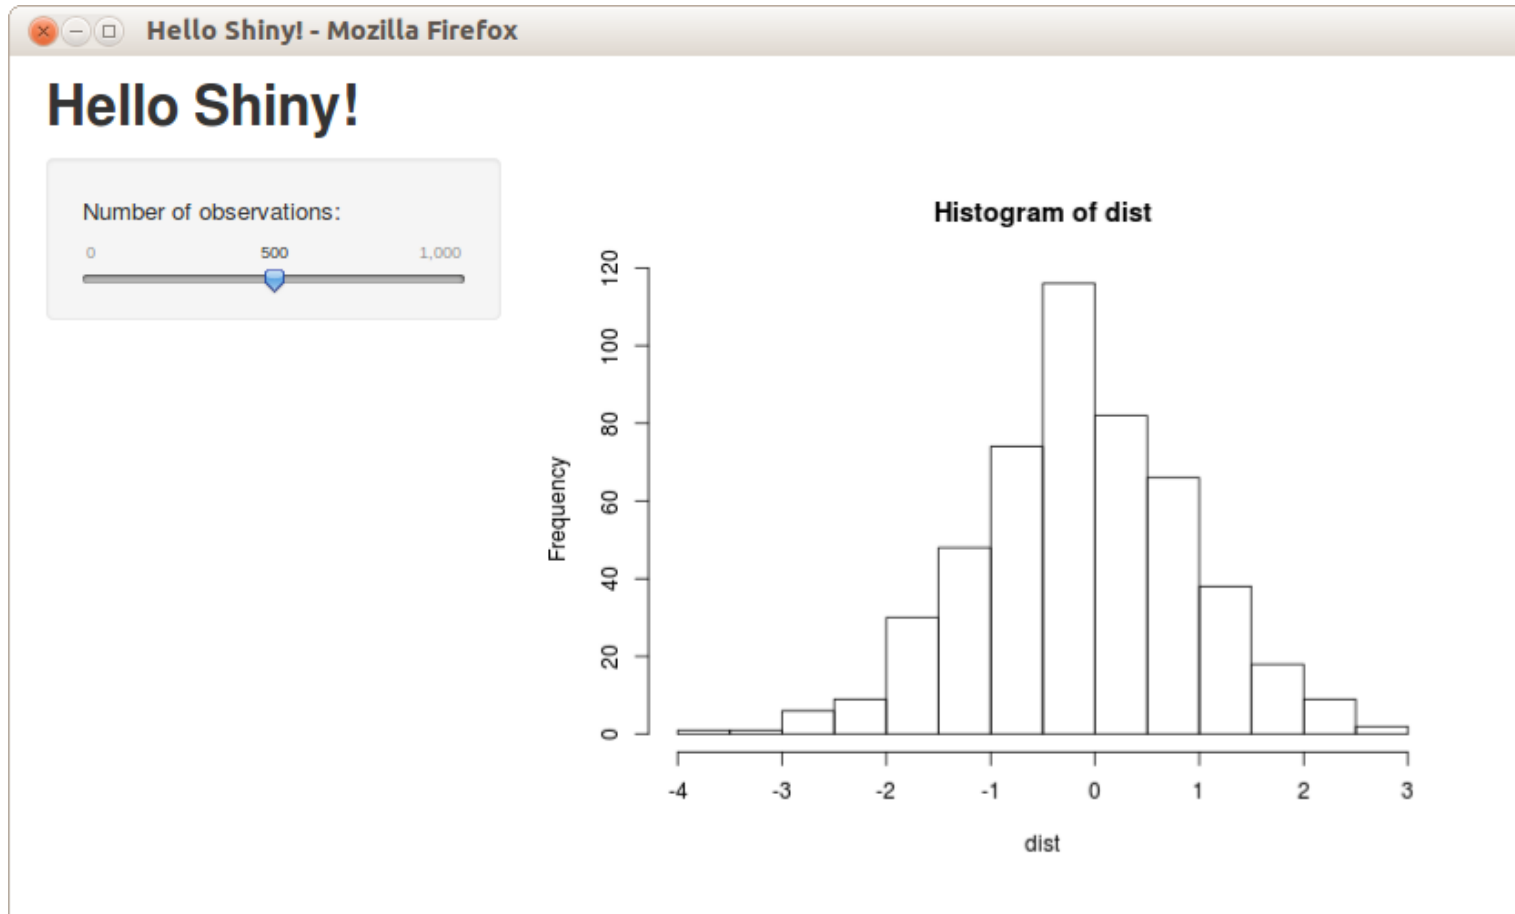 Hello Shiny! - Mozilla Firefox
Hello Shiny!
Number of observations:
0 500 1,000
Histogram of dist
120
100
80
60
40
20
0
Frequency
-4 -3 -2 -1 0 1 2 3
dist